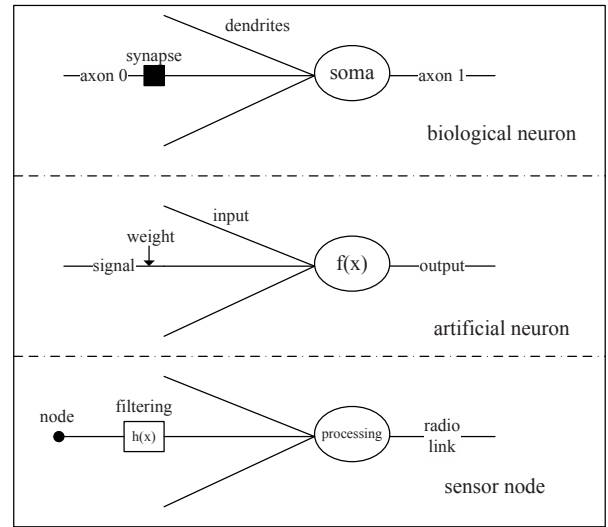 dendrites
synapse
axon 0
soma
axon 1
biological neuron
input
weight
signal
f(x)
output
artificial neuron
filtering
node
h(x)
processing
radio
link
sensor node